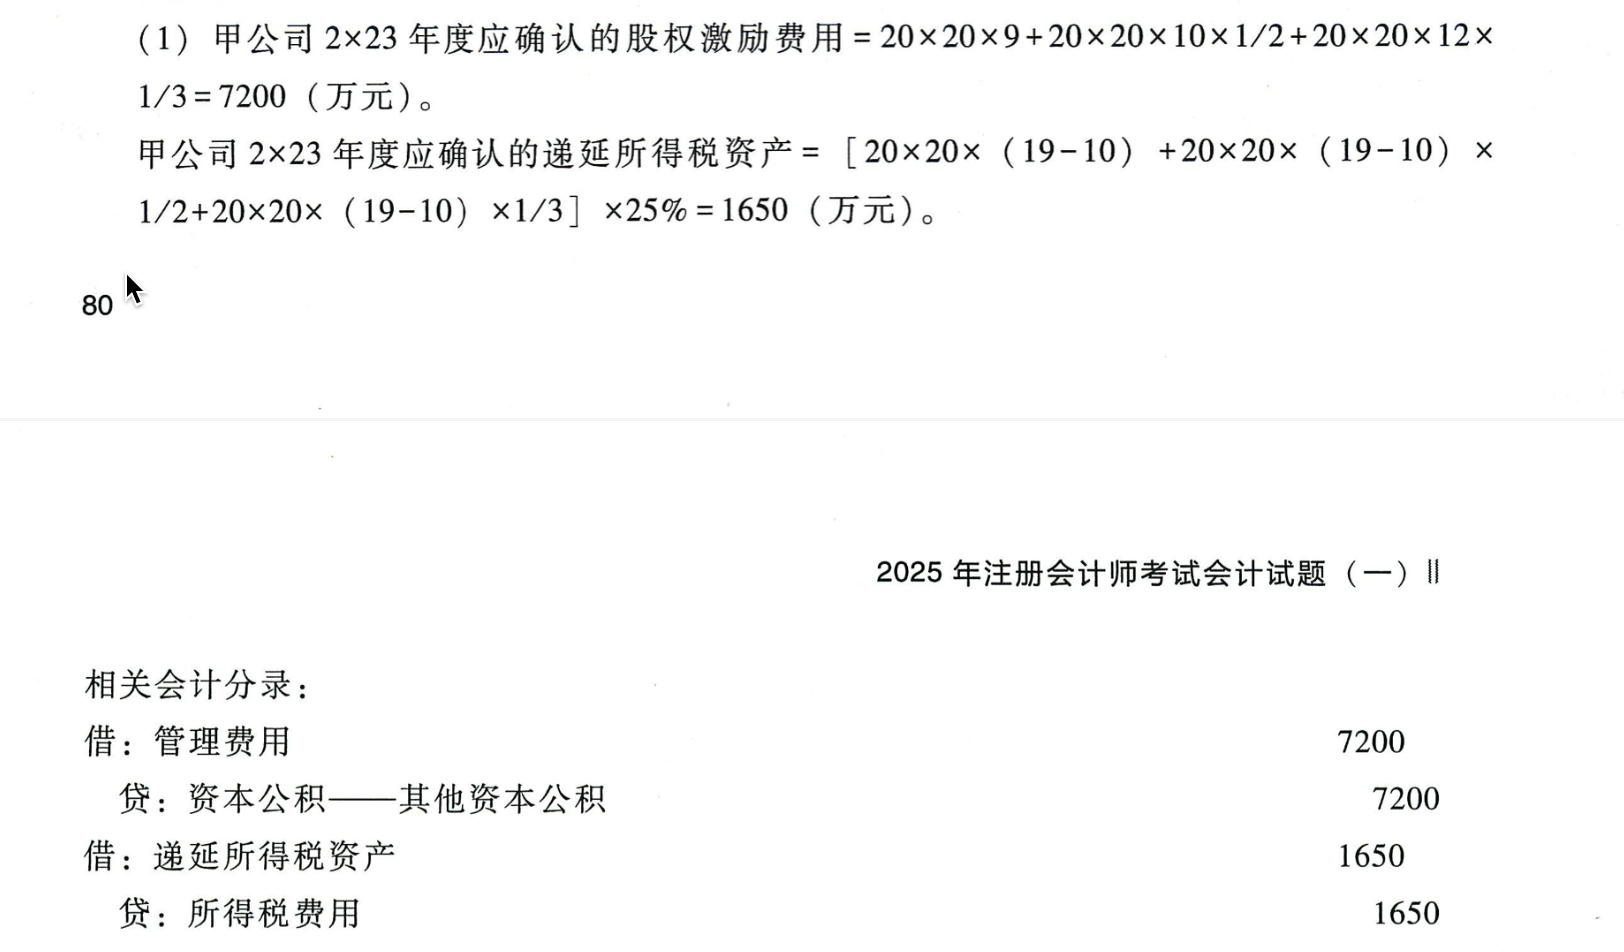 (1) 甲公司 2×23 年度应确认的股权激励费用 = 20×20×9+20×20×10×1/2+20×20×12×
1/3 = 7200 (万元)。
甲公司 2×23 年度应确认的递延所得税资产 = [20×20×(19-10) +20×20×(19-10) ×
1/2+20×20×(19-10) ×1/3] ×25% = 1650 (万元)。
80
2025 年注册会计师考试会计试题 (一) ‖
相关会计分录:
借: 管理费用 7200
贷: 资本公积——其他资本公积 7200
借: 递延所得税资产 1650
贷: 所得税费用 1650